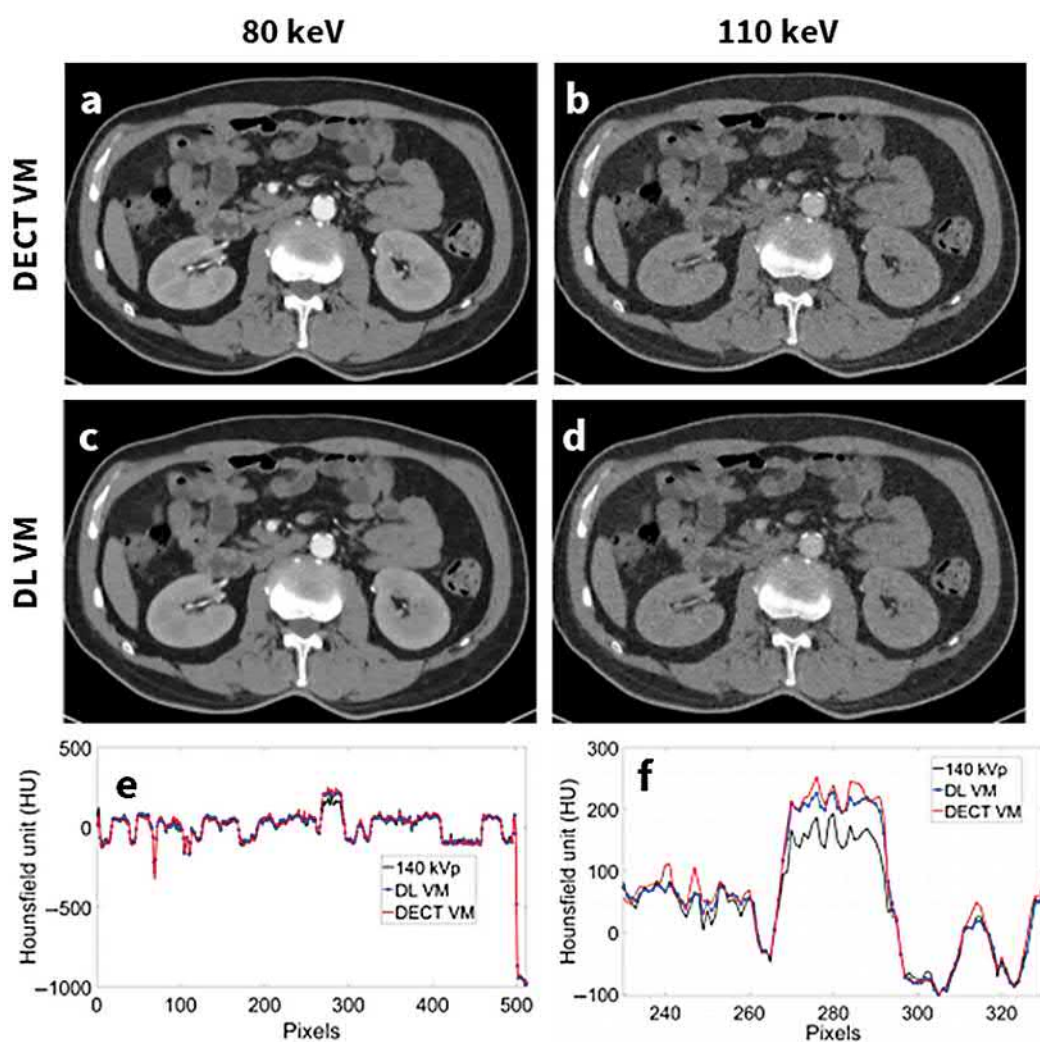 80 keV
110 keV
DECT VM
a
b
DL VM
c
d
e
Hounsfield unit (HU)
500
0
−500
−1000
0
100
200
300
400
500
Pixels
140 kVp
DL VM
DECT VM
f
Hounsfield unit (HU)
300
200
100
0
−100
240
260
280
300
320
Pixels
140 kVp
DL VM
DECT VM